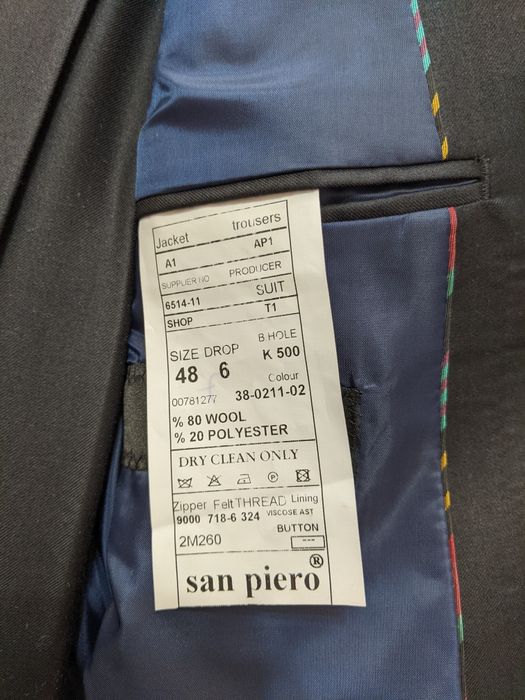 Jacket trousers
A1 AP1
SUPPLIER NO PRODUCER
6514-11 SUIT
SHOP T1
B.HOLE
SIZE DROP K 500
48 6 Colour
00781277 38-0211-02
% 80 WOOL
% 20 POLYESTER
DRY CLEAN ONLY
P
Zipper Felt THREAD Lining
9000 718-6 324 VISCOSE AST
BUTTON
2M260 ---
san piero®